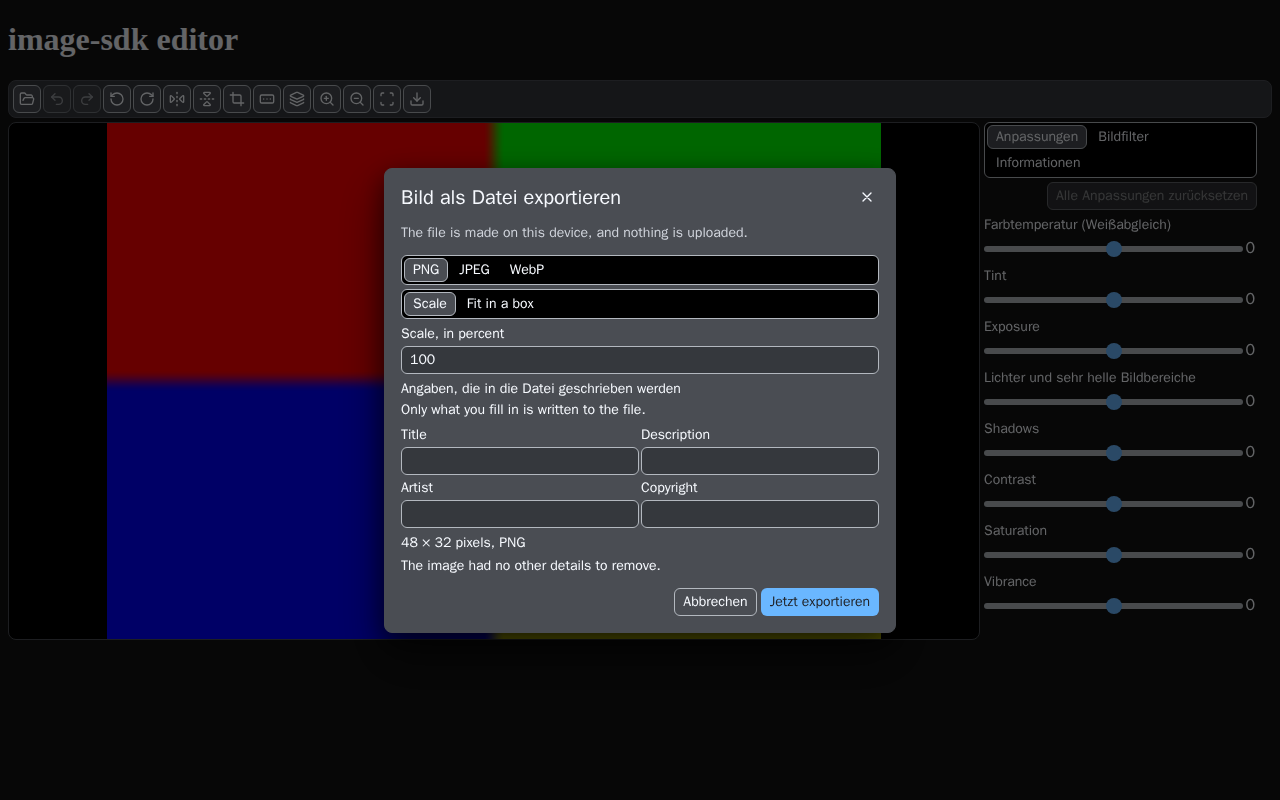 image-sdk editor
Anpassungen Bildfilter
Informationen
Alle Anpassungen zurücksetzen
Farbtemperatur (Weißabgleich)
0
Tint
0
Exposure
0
Lichter und sehr helle Bildbereiche
0
Shadows
0
Contrast
0
Saturation
0
Vibrance
0
Bild als Datei exportieren
The file is made on this device, and nothing is uploaded.
PNG JPEG WebP
Scale Fit in a box
Scale, in percent
100
Angaben, die in die Datei geschrieben werden
Only what you fill in is written to the file.
Title Description
Artist Copyright
48 × 32 pixels, PNG
The image had no other details to remove.
Abbrechen Jetzt exportieren